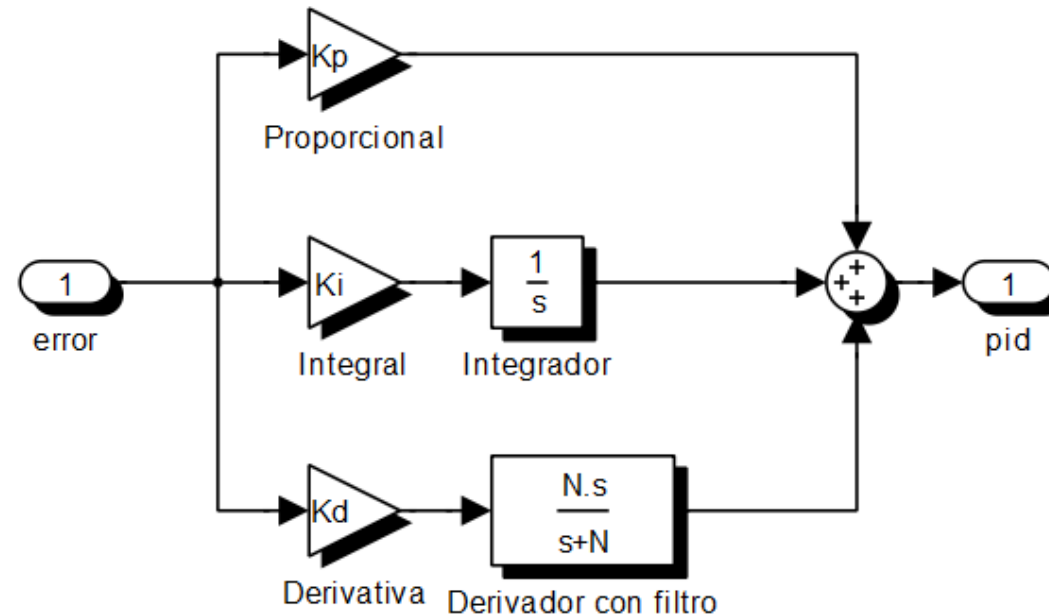 Kp
Proporcional
1
error
Ki
Integral
1
s
Integrador
+
+
+
1
pid
Kd
Derivativa
N.s
s+N
Derivador con filtro